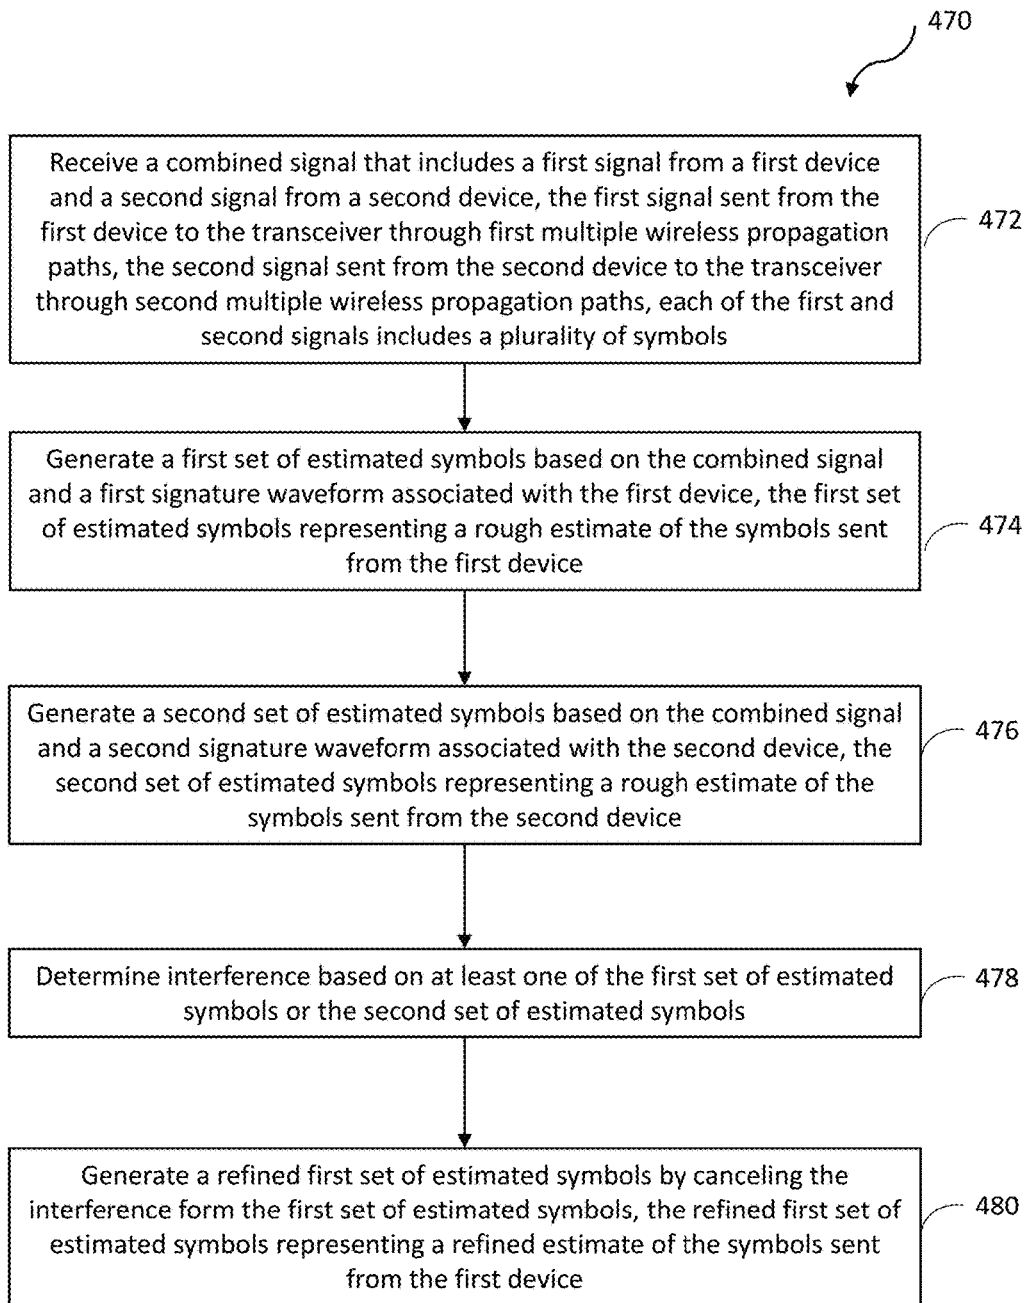 470
Receive a combined signal that includes a first signal from a first device
and a second signal from a second device, the first signal sent from the
first device to the transceiver through first multiple wireless propagation
paths, the second signal sent from the second device to the transceiver
through second multiple wireless propagation paths, each of the first and
second signals includes a plurality of symbols
472
Generate a first set of estimated symbols based on the combined signal
and a first signature waveform associated with the first device, the first set
of estimated symbols representing a rough estimate of the symbols sent
from the first device
474
Generate a second set of estimated symbols based on the combined signal
and a second signature waveform associated with the second device, the
second set of estimated symbols representing a rough estimate of the
symbols sent from the second device
476
Determine interference based on at least one of the first set of estimated
symbols or the second set of estimated symbols
478
Generate a refined first set of estimated symbols by canceling the
interference form the first set of estimated symbols, the refined first set of
estimated symbols representing a refined estimate of the symbols sent
from the first device
480